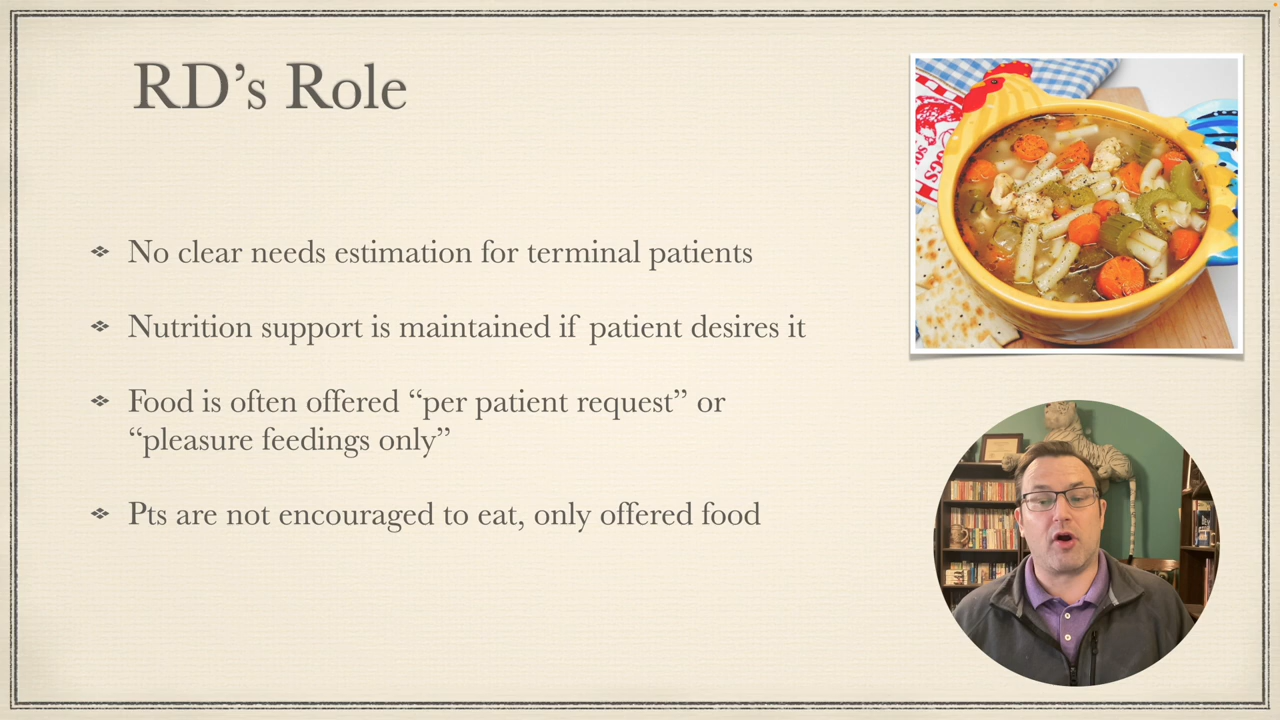 RD’s Role
No clear needs estimation for terminal patients
Nutrition support is maintained if patient desires it
Food is often offered “per patient request” or
“pleasure feedings only”
Pts are not encouraged to eat, only offered food